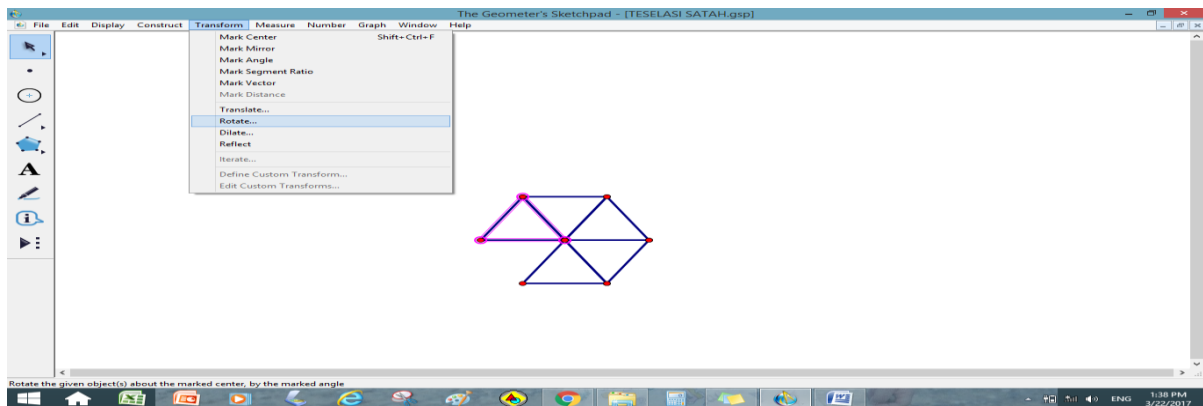 The Geometer's Sketchpad - [TESELASI SATAH.gsp]
File Edit Display Construct Transform Measure Number Graph Window Help
Mark Center Shift+Ctrl+F
Mark Mirror
Mark Angle
Mark Segment Ratio
Mark Vector
Mark Distance
Translate...
Rotate...
Dilate...
Reflect
Iterate...
Define Custom Transform...
Edit Custom Transforms...
A
Rotate the given object(s) about the marked center, by the marked angle
ENG
1:38 PM
3/22/2017